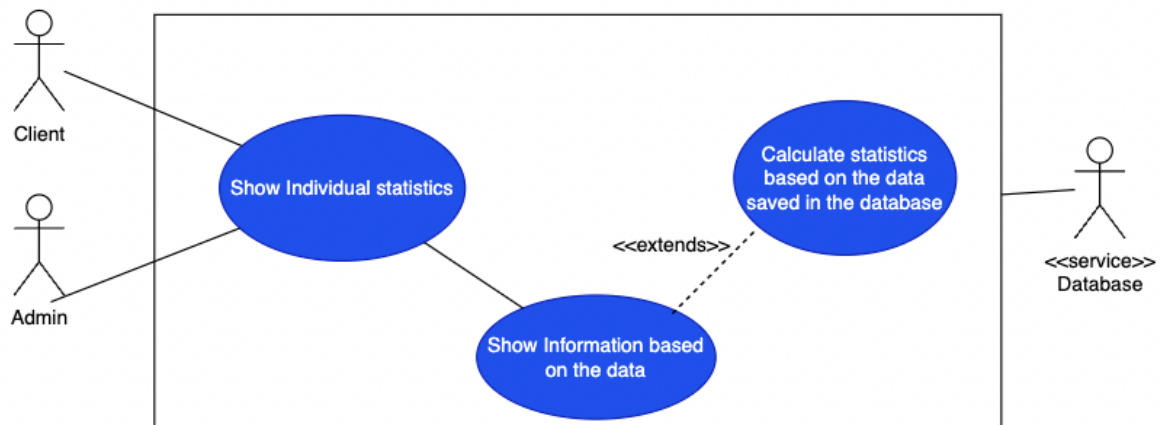 Client
Admin
Show Individual statistics
Show Information based
on the data
<<extends>>
Calculate statistics
based on the data
saved in the database
<<service>>
Database